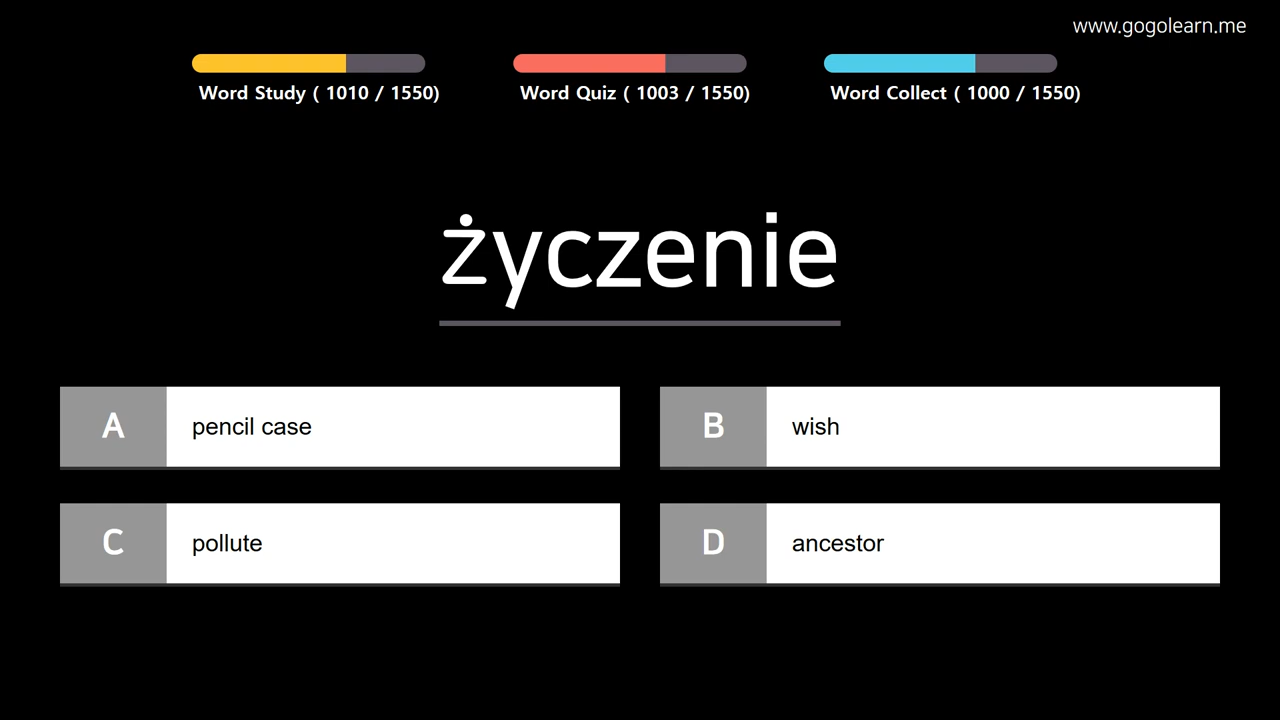 www.gogolearn.me
Word Study ( 1010 / 1550)
Word Quiz ( 1003 / 1550)
Word Collect ( 1000 / 1550)
życzenie
A pencil case
B wish
C pollute
D ancestor